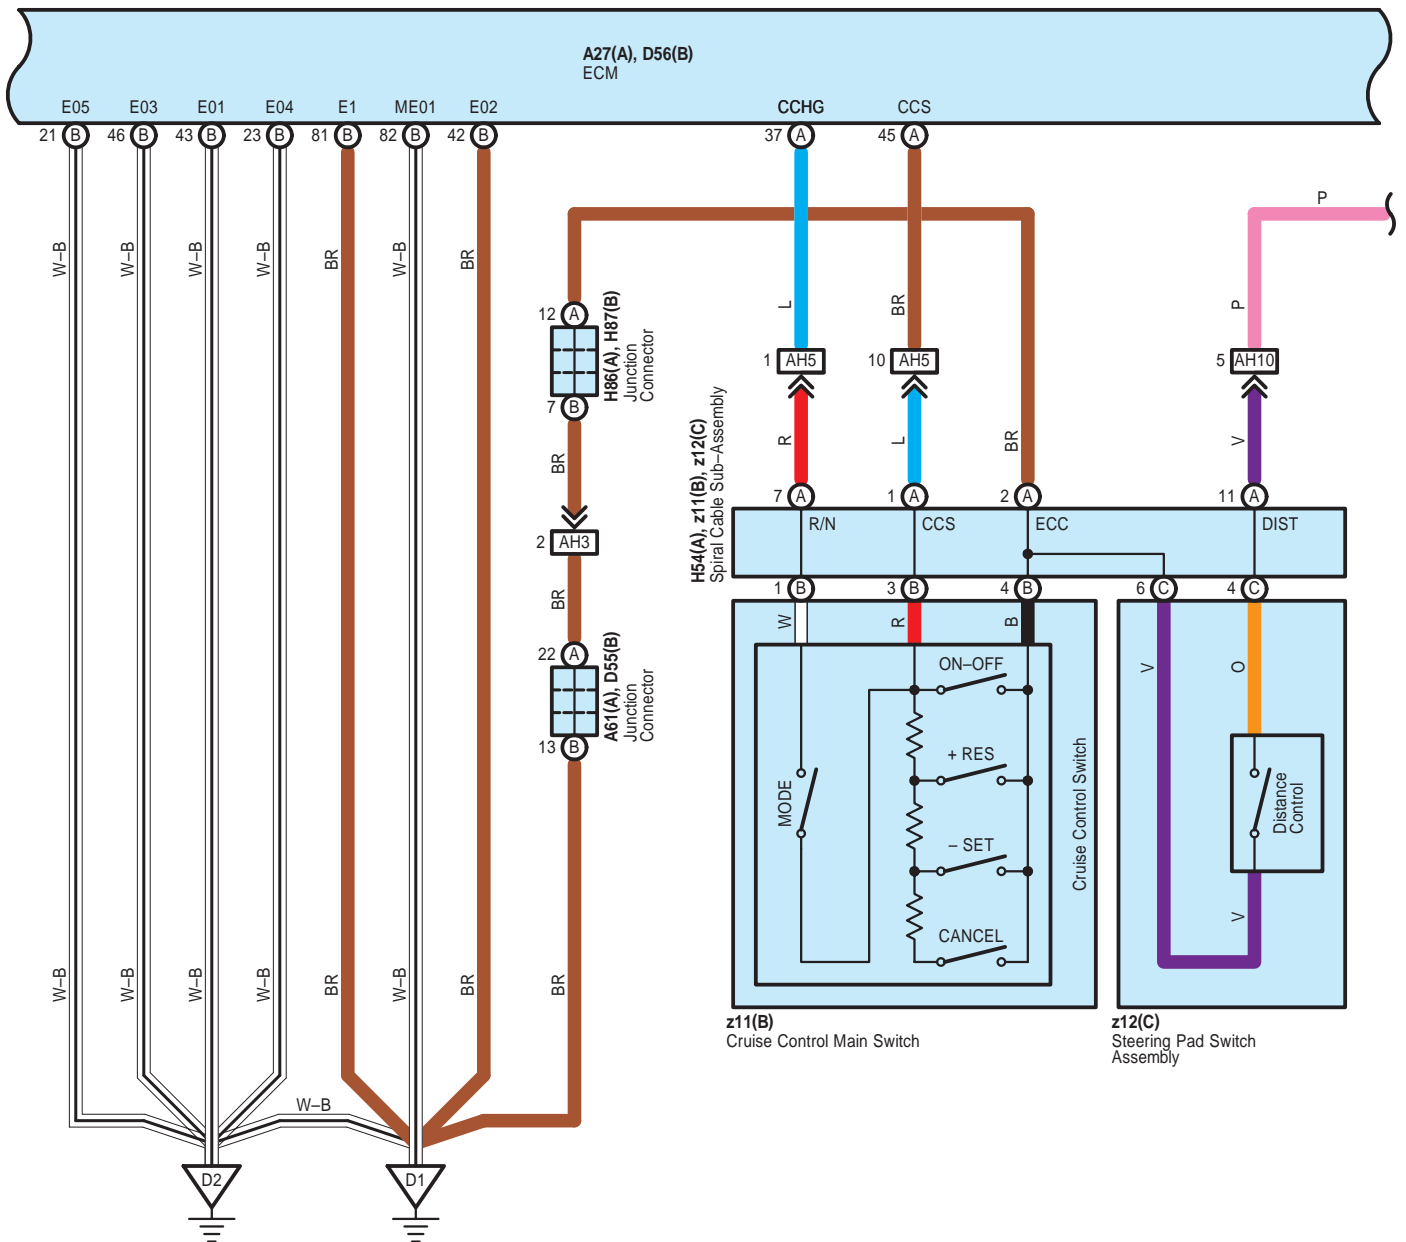 A27(A), D56(B)
ECM
E05 E03 E01 E04 E1 ME01 E02 CCHG CCS
21 B 46 B 43 B 23 B 81 B 82 B 42 B 37 A 45 A
P
W–B W–B W–B W–B BR W–B BR
L BR P
12 A
H86(A), H87(B)
Junction
Connector
1 AH5 10 AH5 5 AH10
7 B
H54(A), z11(B), z12(C)
Spiral Cable Sub–Assembly
BR R L BR V
7 A 1 A 2 A 11 A
R/N CCS ECC DIST
2 AH3
1 B 3 B 4 B 6 C 4 C
BR W R B V O
22 A
A61(A), D55(B)
Junction
Connector
13 B
ON–OFF
+ RES
MODE
– SET
CANCEL
Cruise Control Switch
Distance
Control
V
W–B W–B W–B W–B BR W–B BR BR
z11(B)
Cruise Control Main Switch
z12(C)
Steering Pad Switch
Assembly
W–B
D2 D1